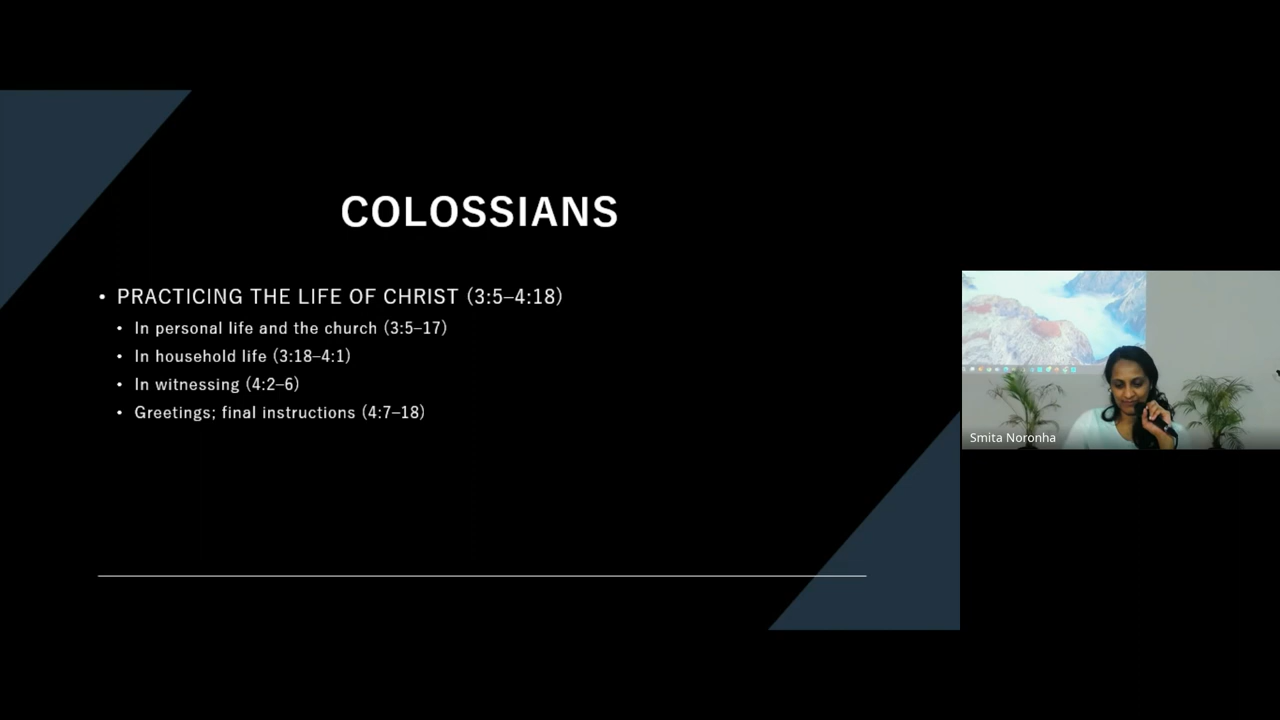 COLOSSIANS
• PRACTICING THE LIFE OF CHRIST (3:5–4:18)
• In personal life and the church (3:5–17)
• In household life (3:18–4:1)
• In witnessing (4:2–6)
• Greetings; final instructions (4:7–18)
Smita Noronha